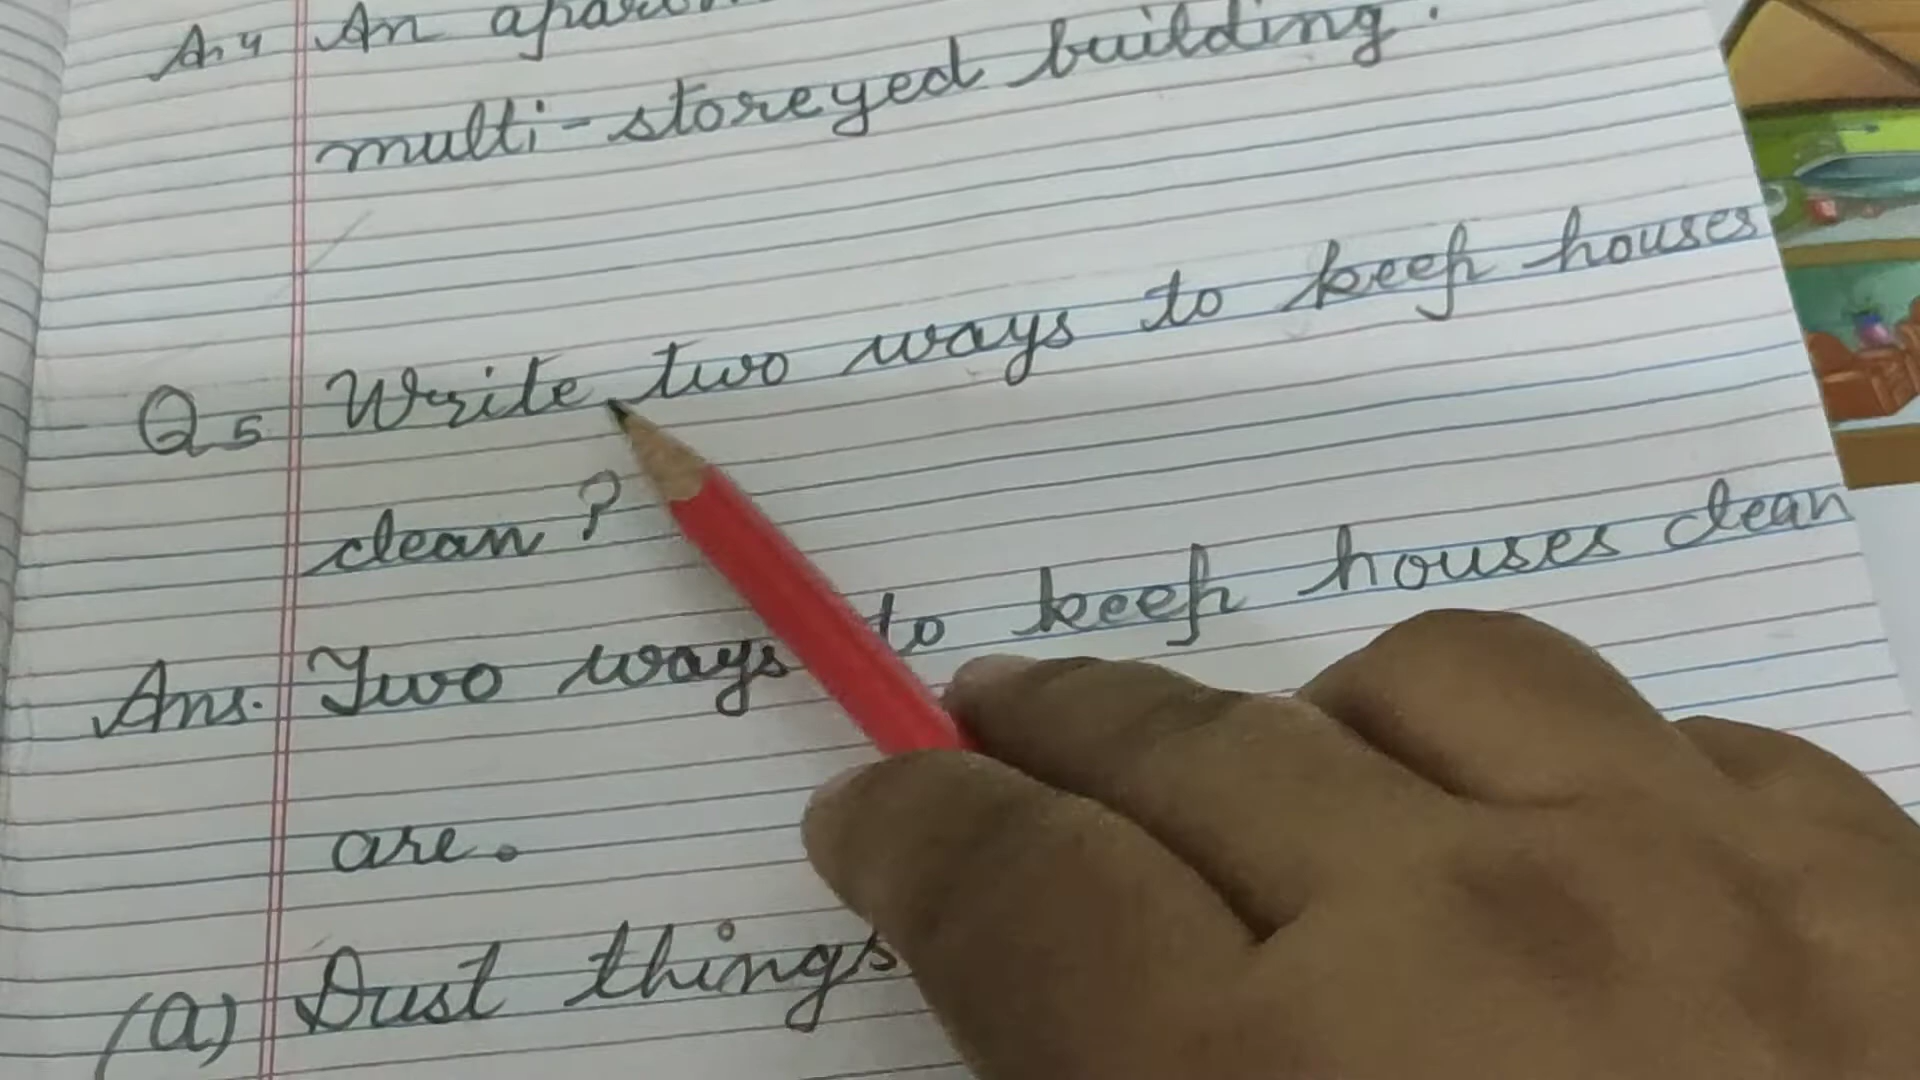 An 4 An
multi-storeyed building.
Q 5 Write two ways to keep houses
clean?
Ans. Two ways to keep houses clean
are.
(a) Dust things